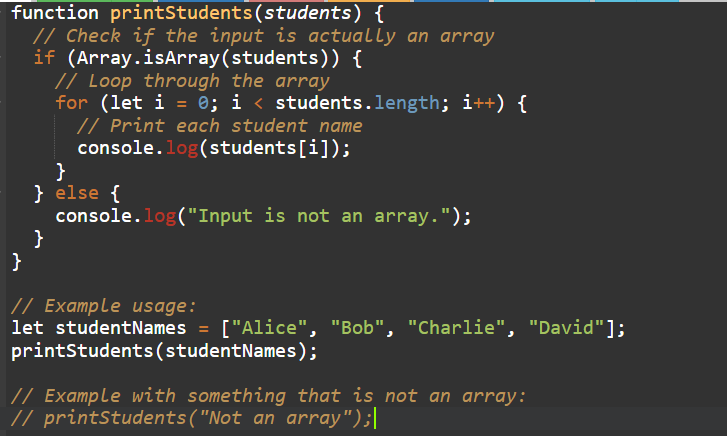 function printStudents(students) {
  // Check if the input is actually an array
  if (Array.isArray(students)) {
    // Loop through the array
    for (let i = 0; i < students.length; i++) {
      // Print each student name
      console.log(students[i]);
    }
  } else {
    console.log("Input is not an array.");
  }
}

// Example usage:
let studentNames = ["Alice", "Bob", "Charlie", "David"];
printStudents(studentNames);

// Example with something that is not an array:
// printStudents("Not an array");